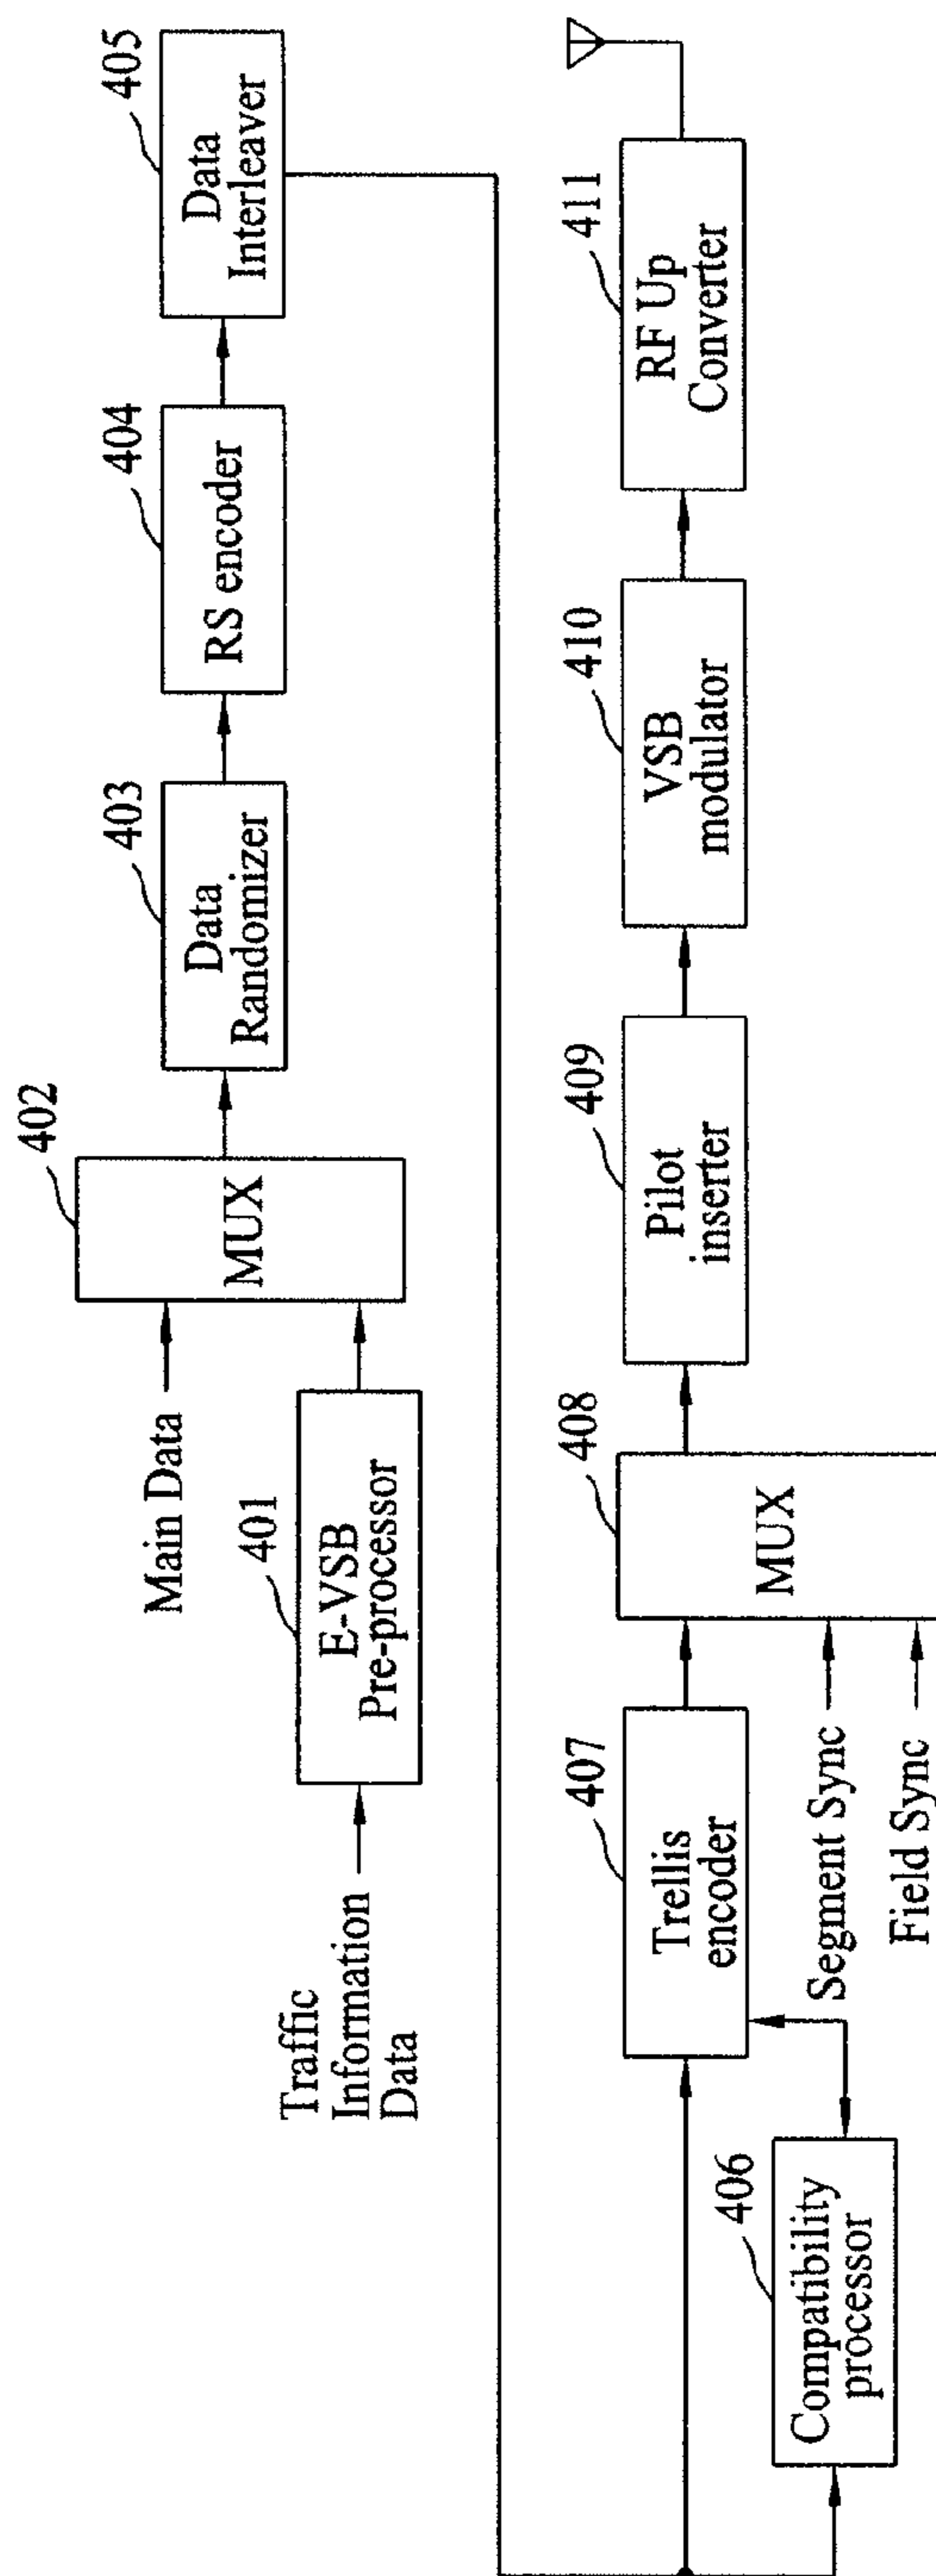 Traffic
Information
Data
401
E-VSB
Pre-processor
Main Data
402
MUX
403
Data
Randomizer
404
RS encoder
405
Data
Interleaver
406
Compatibility
processor
407
Trellis
encoder
Segment Sync
Field Sync
408
MUX
409
Pilot
inserter
410
VSB
modulator
411
RF Up
Converter